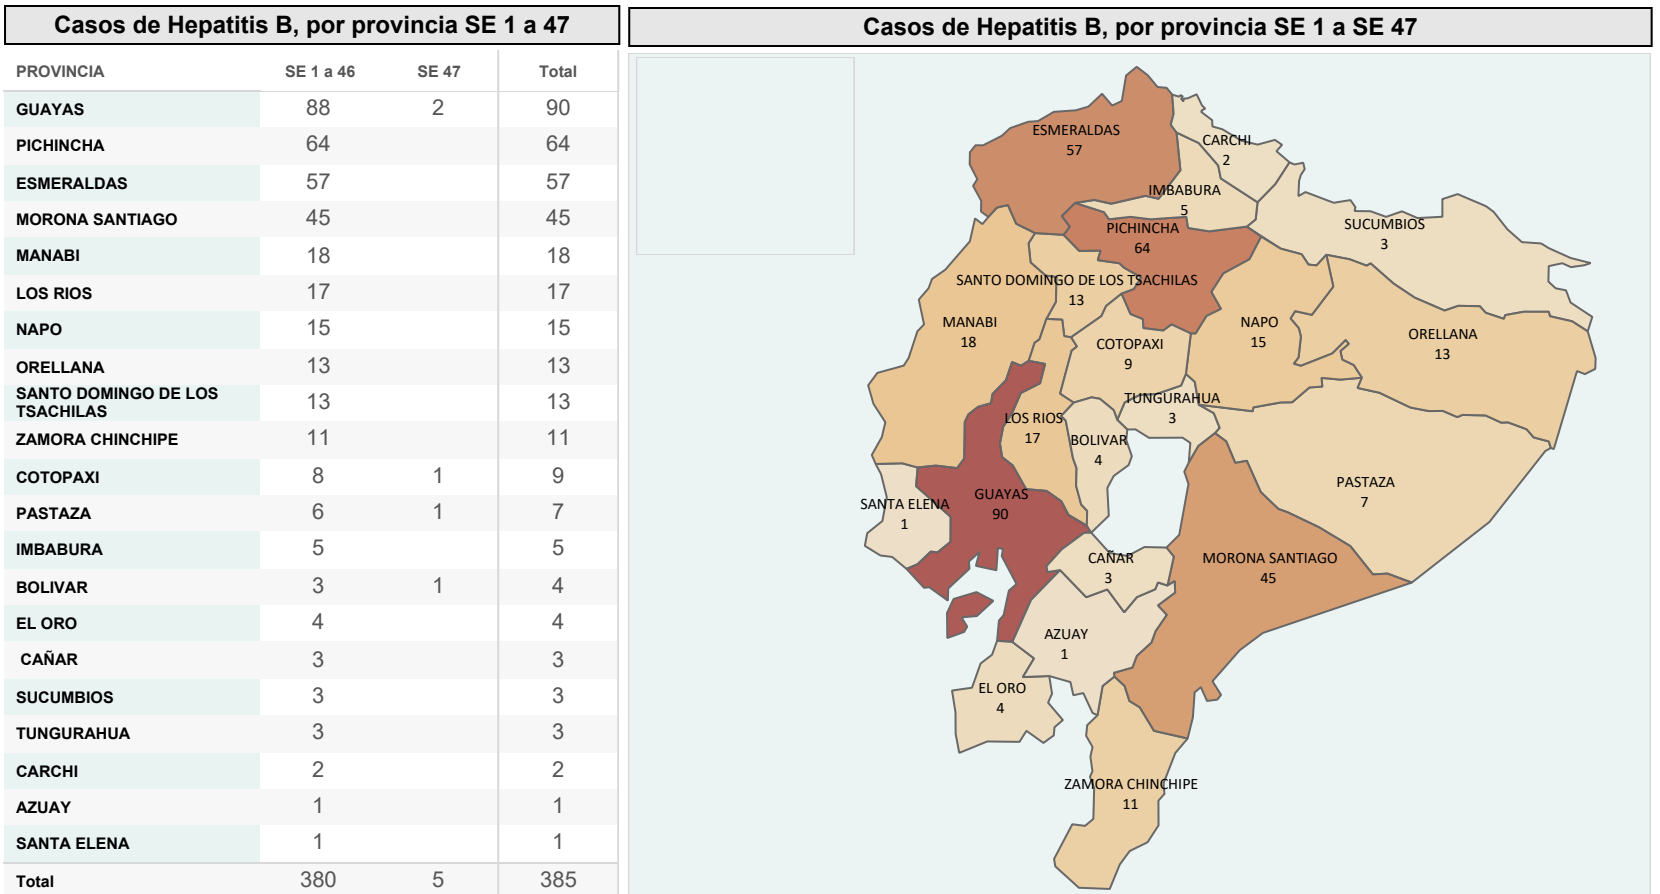 Casos de Hepatitis B, por provincia SE 1 a 47
PROVINCIA SE 1 a 46 SE 47 Total
GUAYAS 88 2 90
PICHINCHA 64 64
ESMERALDAS 57 57
MORONA SANTIAGO 45 45
MANABI 18 18
LOS RIOS 17 17
NAPO 15 15
ORELLANA 13 13
SANTO DOMINGO DE LOS
TSACHILAS 13 13
ZAMORA CHINCHIPE 11 11
COTOPAXI 8 1 9
PASTAZA 6 1 7
IMBABURA 5 5
BOLIVAR 3 1 4
EL ORO 4 4
CAÑAR 3 3
SUCUMBIOS 3 3
TUNGURAHUA 3 3
CARCHI 2 2
AZUAY 1 1
SANTA ELENA 1 1
Total 380 5 385
Casos de Hepatitis B, por provincia SE 1 a SE 47
ESMERALDAS
57
CARCHI
2
IMBABURA
5
SUCUMBIOS
3
PICHINCHA
64
SANTO DOMINGO DE LOS TSACHILAS
13
MANABI
18
COTOPAXI
9
NAPO
15
ORELLANA
13
TUNGURAHUA
3
LOS RIOS
17
BOLIVAR
4
PASTAZA
7
SANTA ELENA
1
GUAYAS
90
CAÑAR
3
MORONA SANTIAGO
45
AZUAY
1
EL ORO
4
ZAMORA CHINCHIPE
11